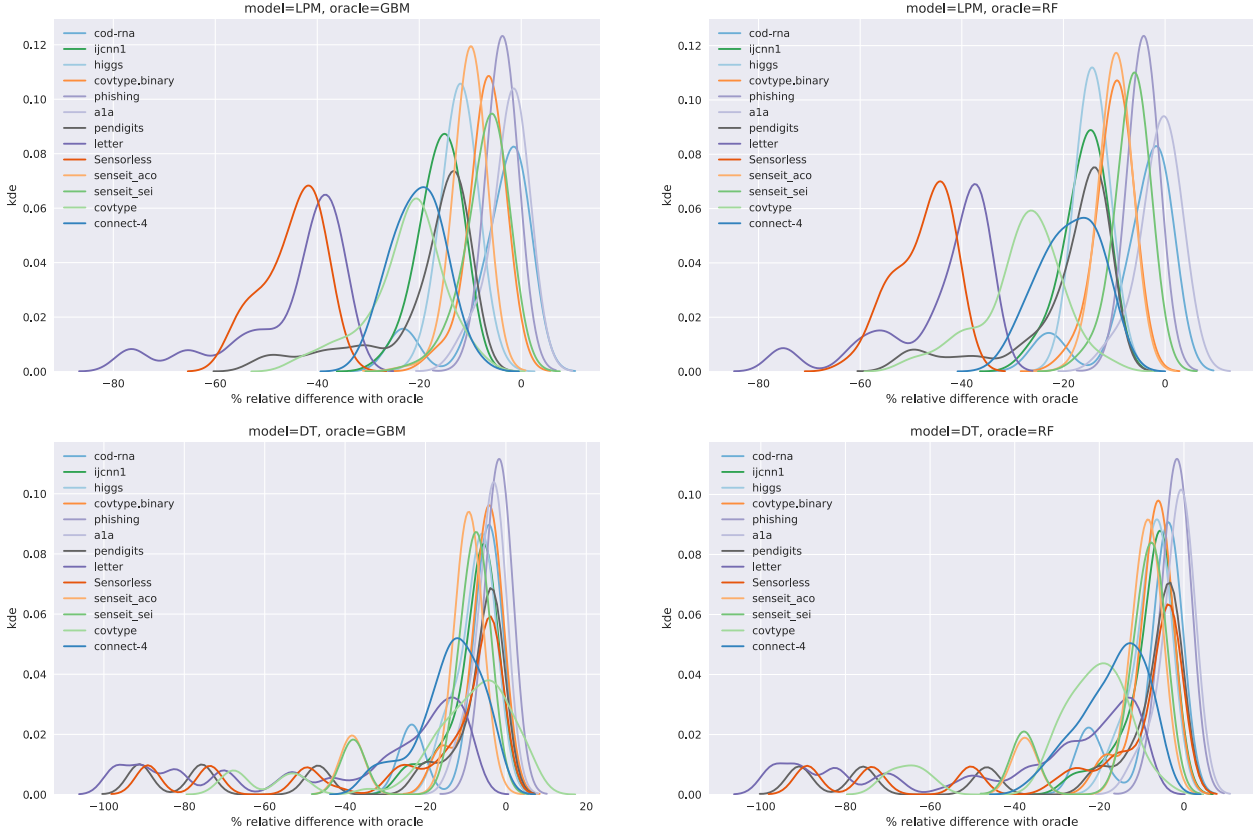 model=LPM, oracle=GBM
cod-rna
ijcnn1
higgs
covtype.binary
phishing
a1a
pendigits
letter
Sensorless
senseit_aco
senseit_sei
covtype
connect-4
kde
0.12
0.10
0.08
0.06
0.04
0.02
0.00
−80 −60 −40 −20 0
% relative difference with oracle
model=LPM, oracle=RF
cod-rna
ijcnn1
higgs
covtype.binary
phishing
a1a
pendigits
letter
Sensorless
senseit_aco
senseit_sei
covtype
connect-4
kde
0.12
0.10
0.08
0.06
0.04
0.02
0.00
−80 −60 −40 −20 0
% relative difference with oracle
model=DT, oracle=GBM
cod-rna
ijcnn1
higgs
covtype.binary
phishing
a1a
pendigits
letter
Sensorless
senseit_aco
senseit_sei
covtype
connect-4
kde
0.10
0.08
0.06
0.04
0.02
0.00
−100 −80 −60 −40 −20 0 20
% relative difference with oracle
model=DT, oracle=RF
cod-rna
ijcnn1
higgs
covtype.binary
phishing
a1a
pendigits
letter
Sensorless
senseit_aco
senseit_sei
covtype
connect-4
kde
0.10
0.08
0.06
0.04
0.02
0.00
−100 −80 −60 −40 −20 0
% relative difference with oracle